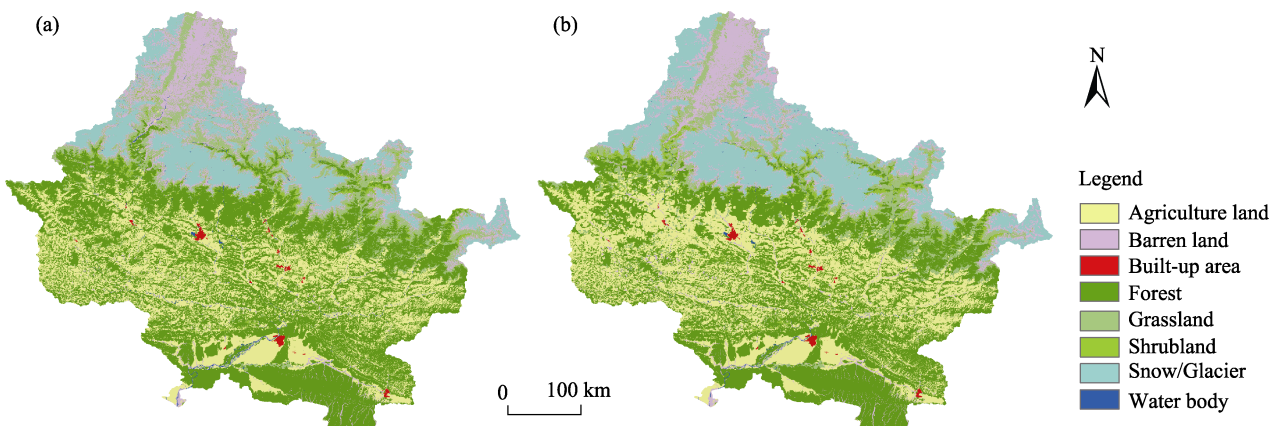 (a)
(b)
N
Legend
Agriculture land
Barren land
Built-up area
Forest
Grassland
Shrubland
Snow/Glacier
Water body
0 100 km